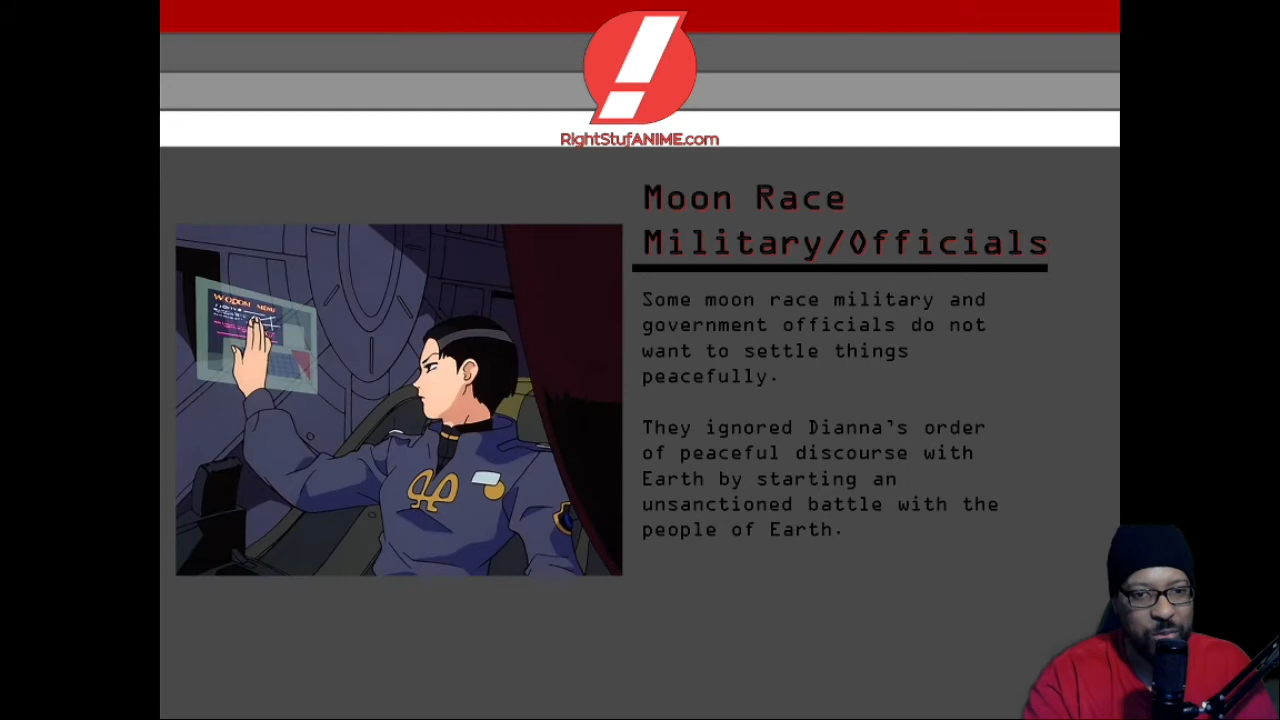 RightStufANIME.com
Moon Race
Military/Officials
Some moon race military and
government officials do not
want to settle things
peacefully.
They ignored Dianna's order
of peaceful discourse with
Earth by starting an
unsanctioned battle with the
people of Earth.
WODOM MENU